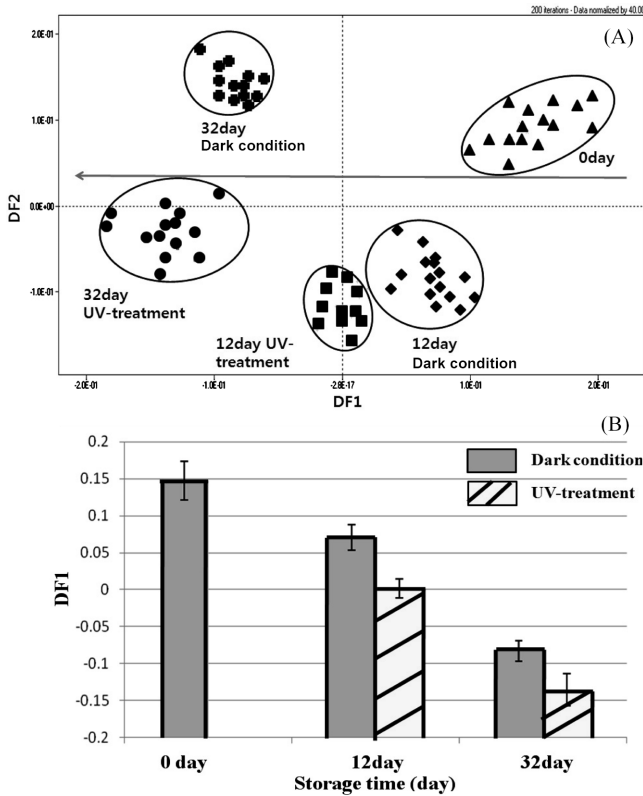 200 iterations - Data normalized by 40.00
(A)
2.0E-01
1.0E-01
0.0E+00
-1.0E-01
DF2
32day
Dark condition
0day
32day
UV-treatment
12day UV-
treatment
12day
Dark condition
-2.0E-01
-1.0E-01
-2.8E-17
1.0E-01
2.0E-01
DF1
(B)
0.2
0.15
0.1
0.05
0
-0.05
-0.1
-0.15
-0.2
DF1
Dark condition
UV-treatment
0 day
12day
32day
Storage time (day)